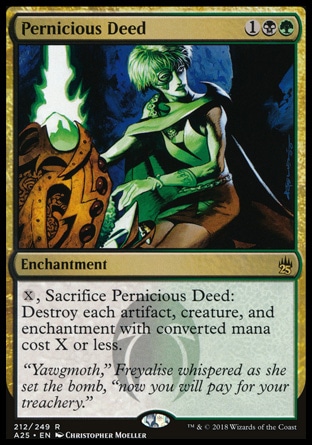 Pernicious Deed 1
Enchantment
X, Sacrifice Pernicious Deed:
Destroy each artifact, creature, and
enchantment with converted mana
cost X or less.
"Yawgmoth," Freyalise whispered as she
set the bomb, "now you will pay for your
treachery."
25
212/249 R
A25 • EN CHRISTOPHER MOELLER
™ & © 2018 Wizards of the Coast